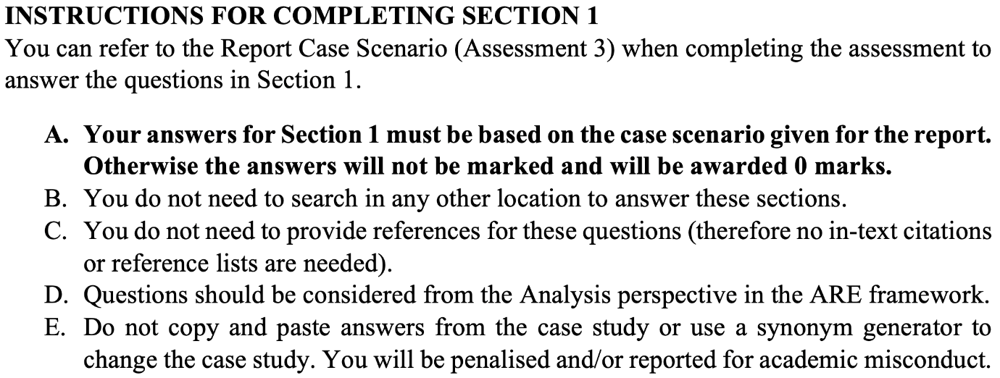 INSTRUCTIONS FOR COMPLETING SECTION 1
You can refer to the Report Case Scenario (Assessment 3) when completing the assessment to
answer the questions in Section 1.
A. Your answers for Section 1 must be based on the case scenario given for the report.
Otherwise the answers will not be marked and will be awarded 0 marks.
B. You do not need to search in any other location to answer these sections.
C. You do not need to provide references for these questions (therefore no in-text citations
or reference lists are needed).
D. Questions should be considered from the Analysis perspective in the ARE framework.
E. Do not copy and paste answers from the case study or use a synonym generator to
change the case study. You will be penalised and/or reported for academic misconduct.